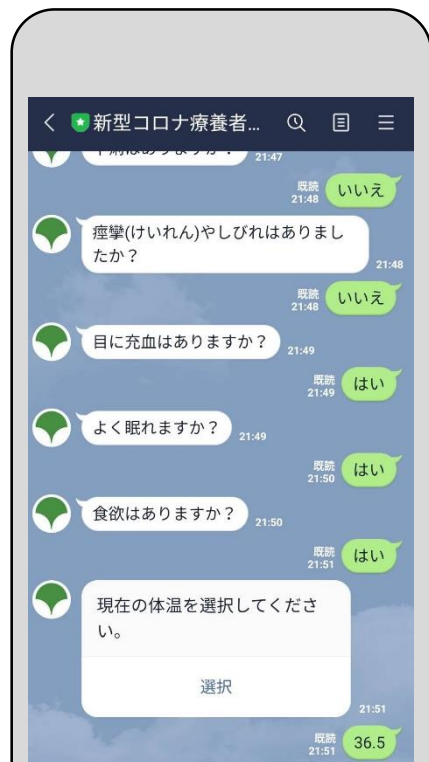 新型コロナ療養者...
21:47
既読
21:48
いいえ
痙攣(けいれん)やしびれはありまし
たか？
21:48
既読
21:48
いいえ
目に充血はありますか？
21:49
既読
21:49
はい
よく眠れますか？
21:49
既読
21:50
はい
食欲はありますか？
21:50
既読
21:51
はい
現在の体温を選択してくださ
い。
選択
21:51
既読
21:51
36.5